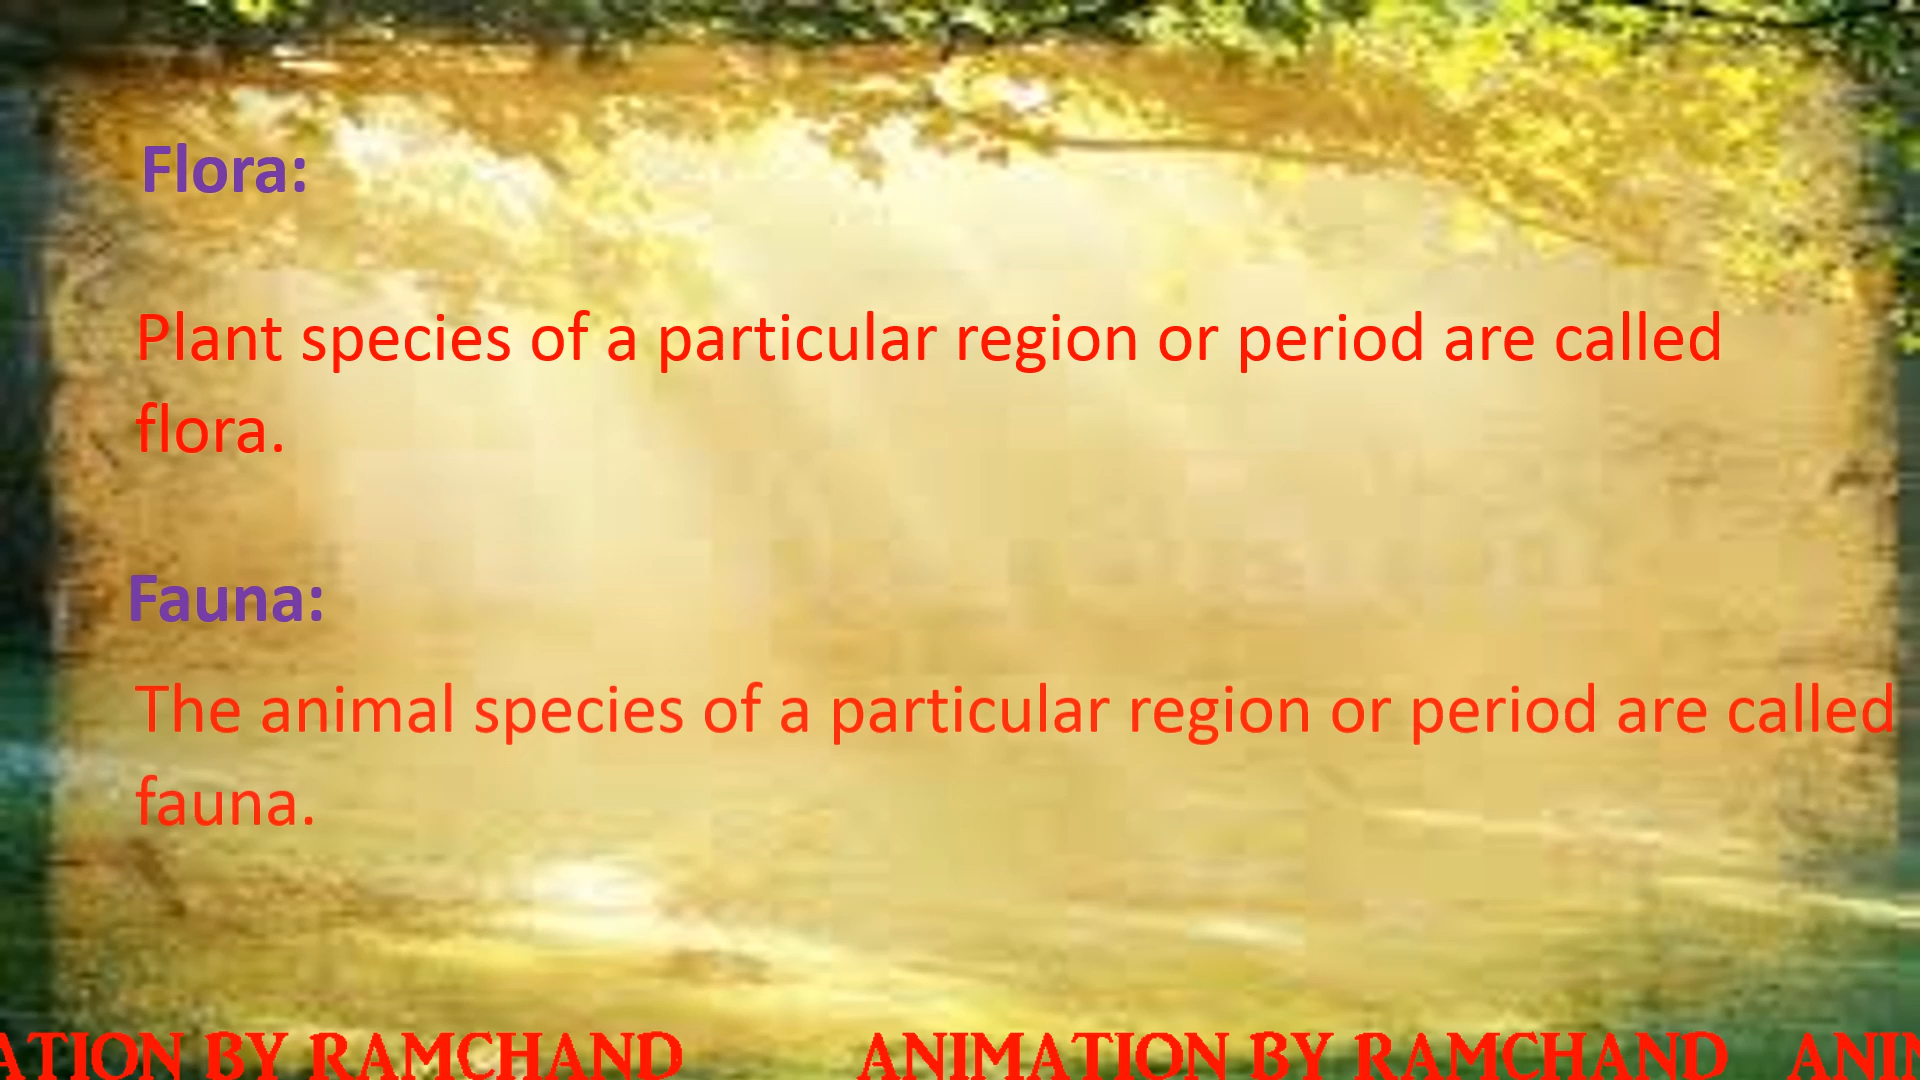 Flora:
Plant species of a particular region or period are called
flora.
Fauna:
The animal species of a particular region or period are called
fauna.
ATION BY RAMCHAND ANIMATION BY RAMCHAND ANIM